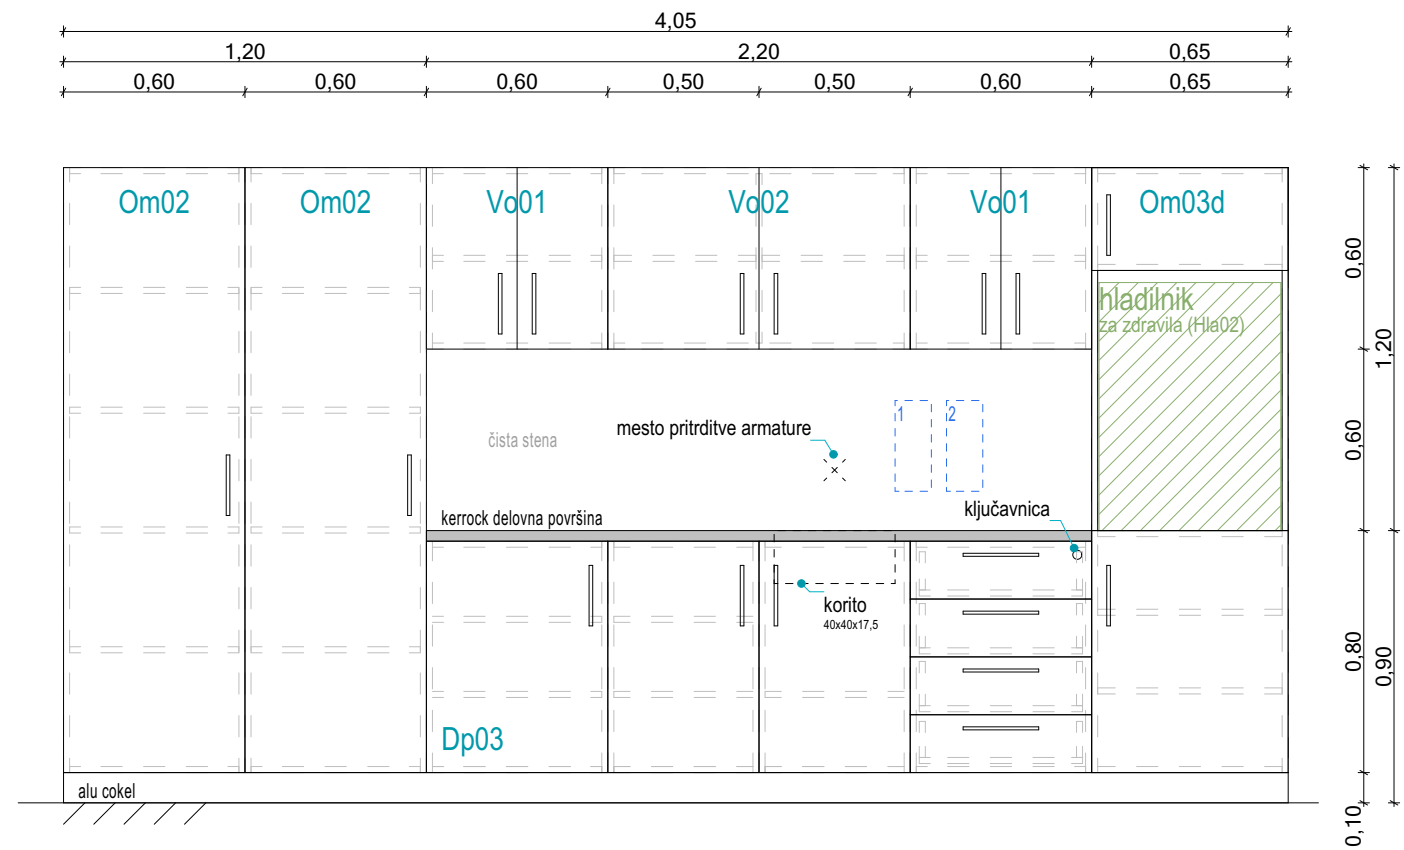 4,05
1,20 2,20 0,65
0,60 0,60 0,60 0,50 0,50 0,60 0,65
Om02 Om02 Vo01 Vo02 Vo01 Om03d
0,60
hladilnik
za zdravila (Hla02)
1,20
1 2
mesto pritrditve armature
čista stena
0,60
kerrock delovna površina
ključavnica
korito
40x40x17,5
0,80
0,90
Dp03
alu cokel
0,10